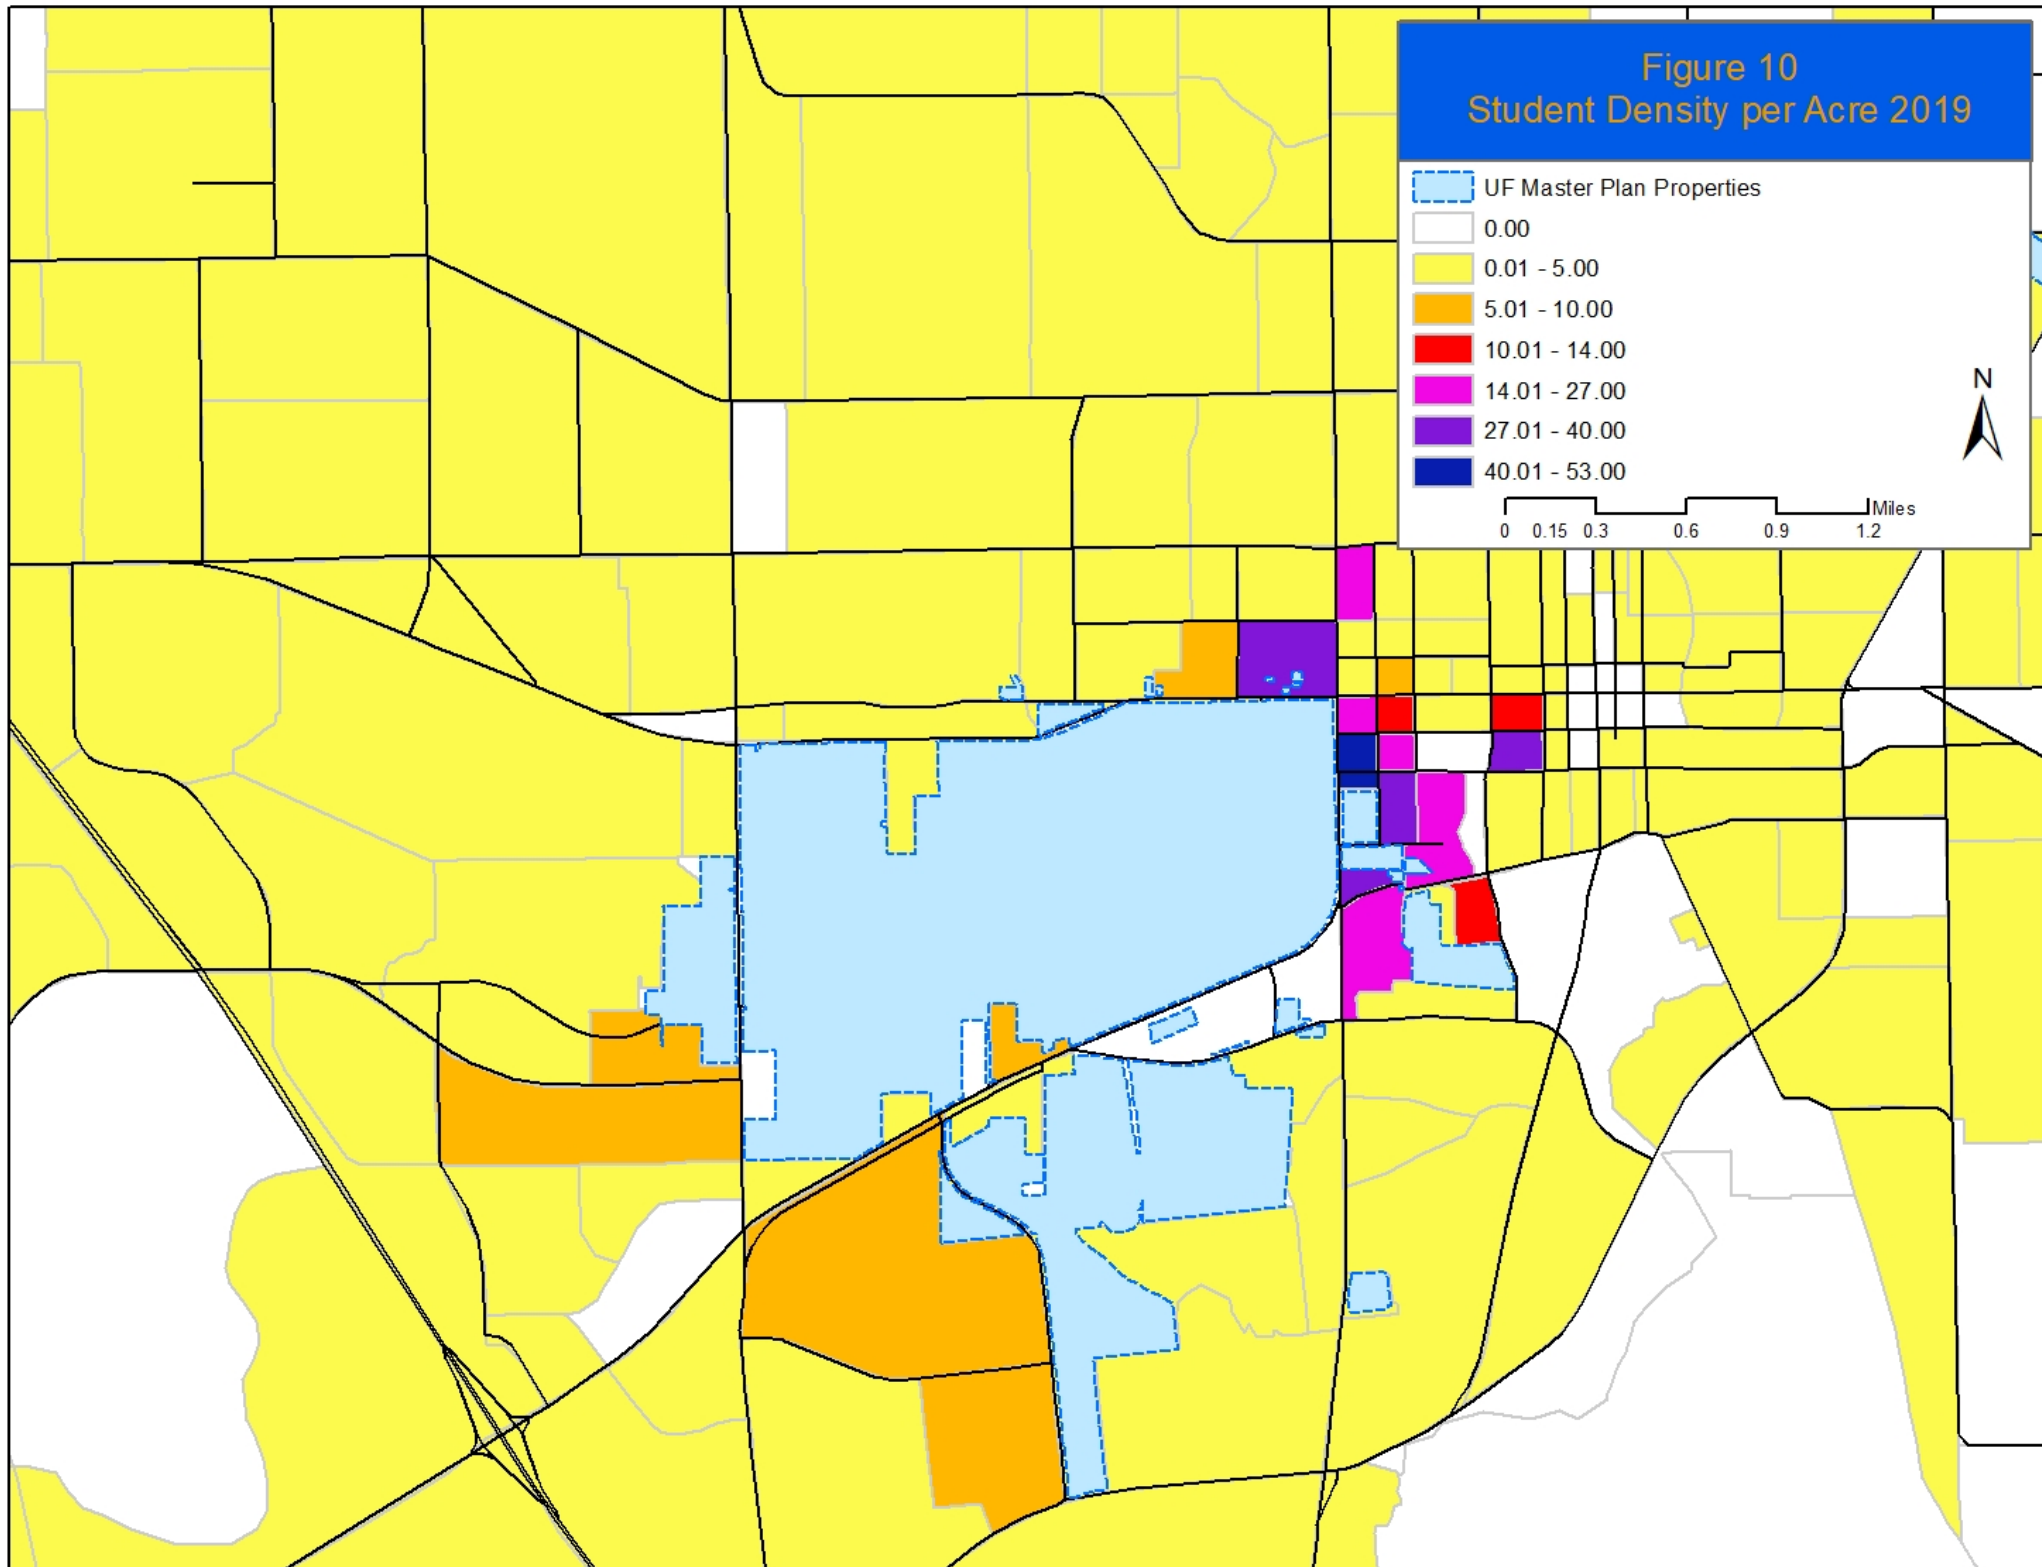 Figure 10
Student Density per Acre 2019
UF Master Plan Properties
0.00
0.01 - 5.00
5.01 - 10.00
10.01 - 14.00
14.01 - 27.00
27.01 - 40.00
40.01 - 53.00
N
Miles
0 0.15 0.3 0.6 0.9 1.2